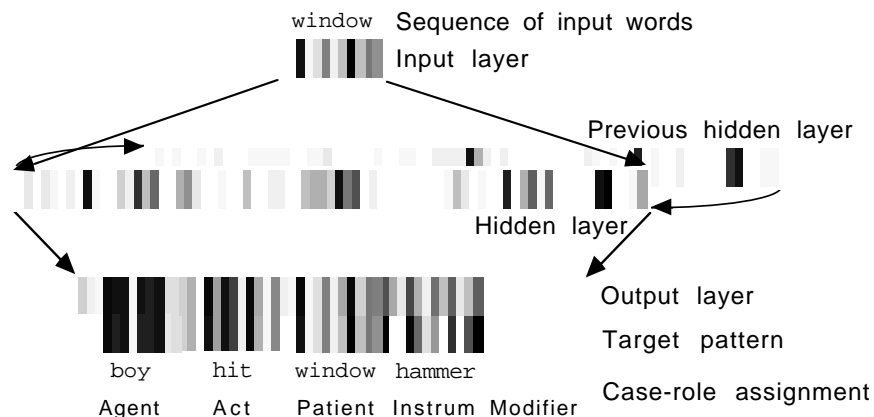 window Sequence of input words
Input layer
Previous hidden layer
Hidden layer
Output layer
Target pattern
boy hit window hammer
Case-role assignment
Agent Act Patient Instrum Modifier